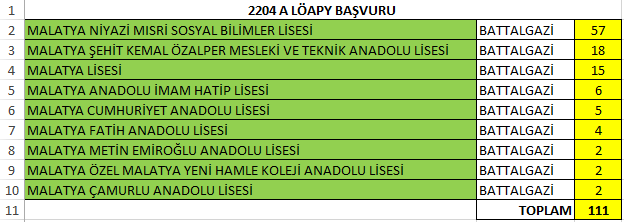 1 2204 A LÖAPY BAŞVURU
2 MALATYA NİYAZİ MISRİ SOSYAL BİLİMLER LİSESİ BATTALGAZİ 57
3 MALATYA ŞEHİT KEMAL ÖZALPER MESLEKİ VE TEKNİK ANADOLU LİSESİ BATTALGAZİ 18
4 MALATYA LİSESİ BATTALGAZİ 15
5 MALATYA ANADOLU İMAM HATİP LİSESİ BATTALGAZİ 6
6 MALATYA CUMHURİYET ANADOLU LİSESİ BATTALGAZİ 5
7 MALATYA FATİH ANADOLU LİSESİ BATTALGAZİ 4
8 MALATYA METİN EMİROĞLU ANADOLU LİSESİ BATTALGAZİ 2
9 MALATYA ÖZEL MALATYA YENİ HAMLE KOLEJİ ANADOLU LİSESİ BATTALGAZİ 2
10 MALATYA ÇAMURLU ANADOLU LİSESİ BATTALGAZİ 2
11 TOPLAM 111